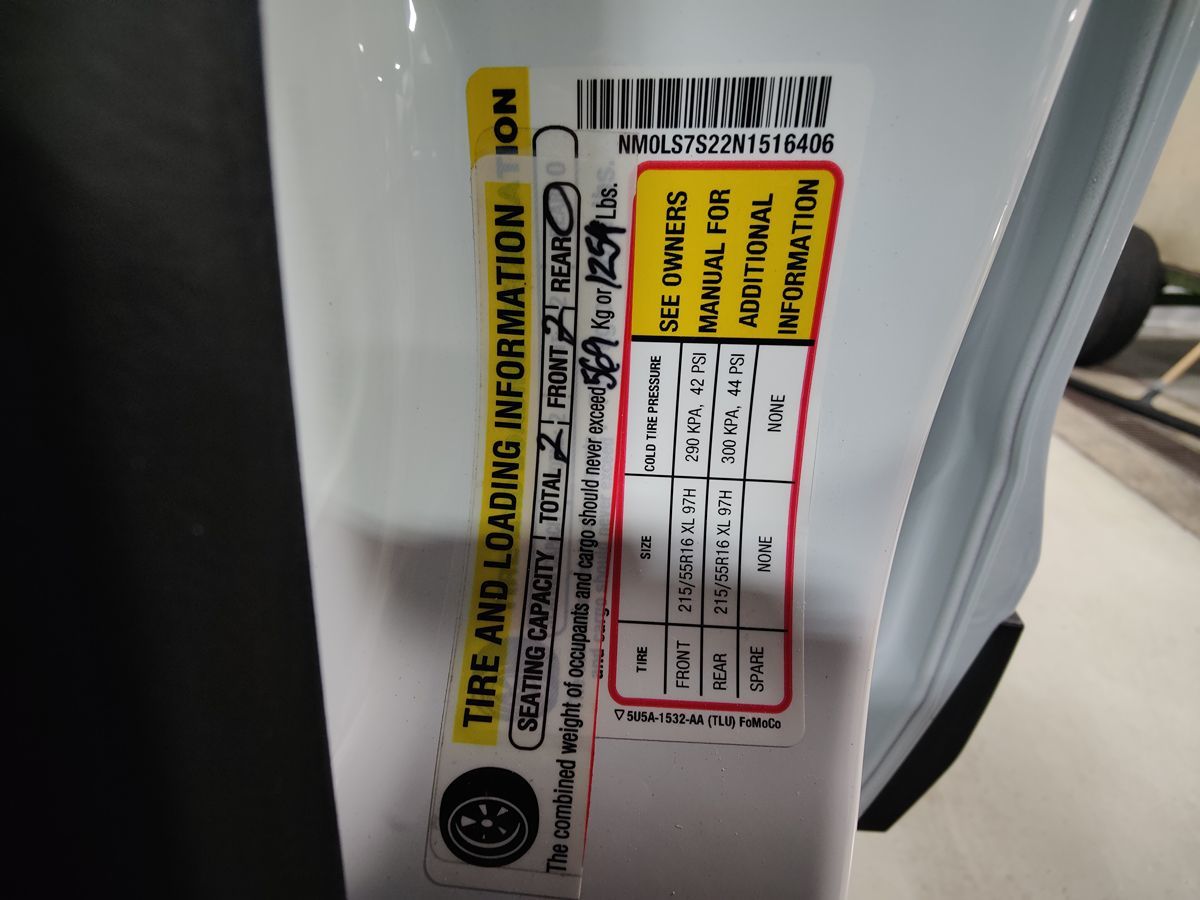 TIRE AND LOADING INFORMATION
SEATING CAPACITY TOTAL 2 FRONT 2 REAR 0
The combined weight of occupants and cargo should never exceed 569 Kg or 1254 Lbs.
TIRE SIZE COLD TIRE PRESSURE
FRONT 215/55R16 XL 97H 290 KPA, 42 PSI
REAR 215/55R16 XL 97H 300 KPA, 44 PSI
SPARE NONE NONE
SEE OWNERS
MANUAL FOR
ADDITIONAL
INFORMATION
5U5A-1532-AA (TLU) FoMoCo
NM0LS7S22N1516406